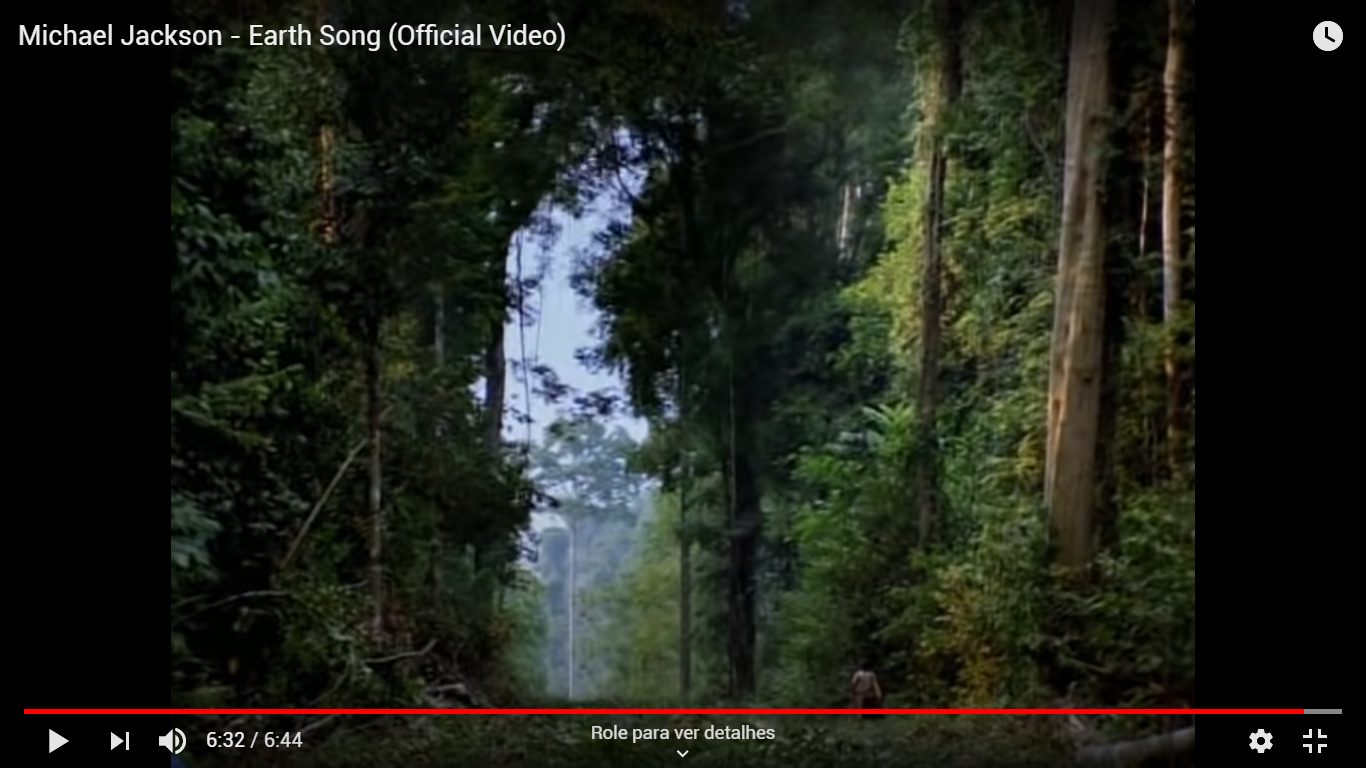 Michael Jackson - Earth Song (Official Video)
6:32 / 6:44
Role para ver detalhes